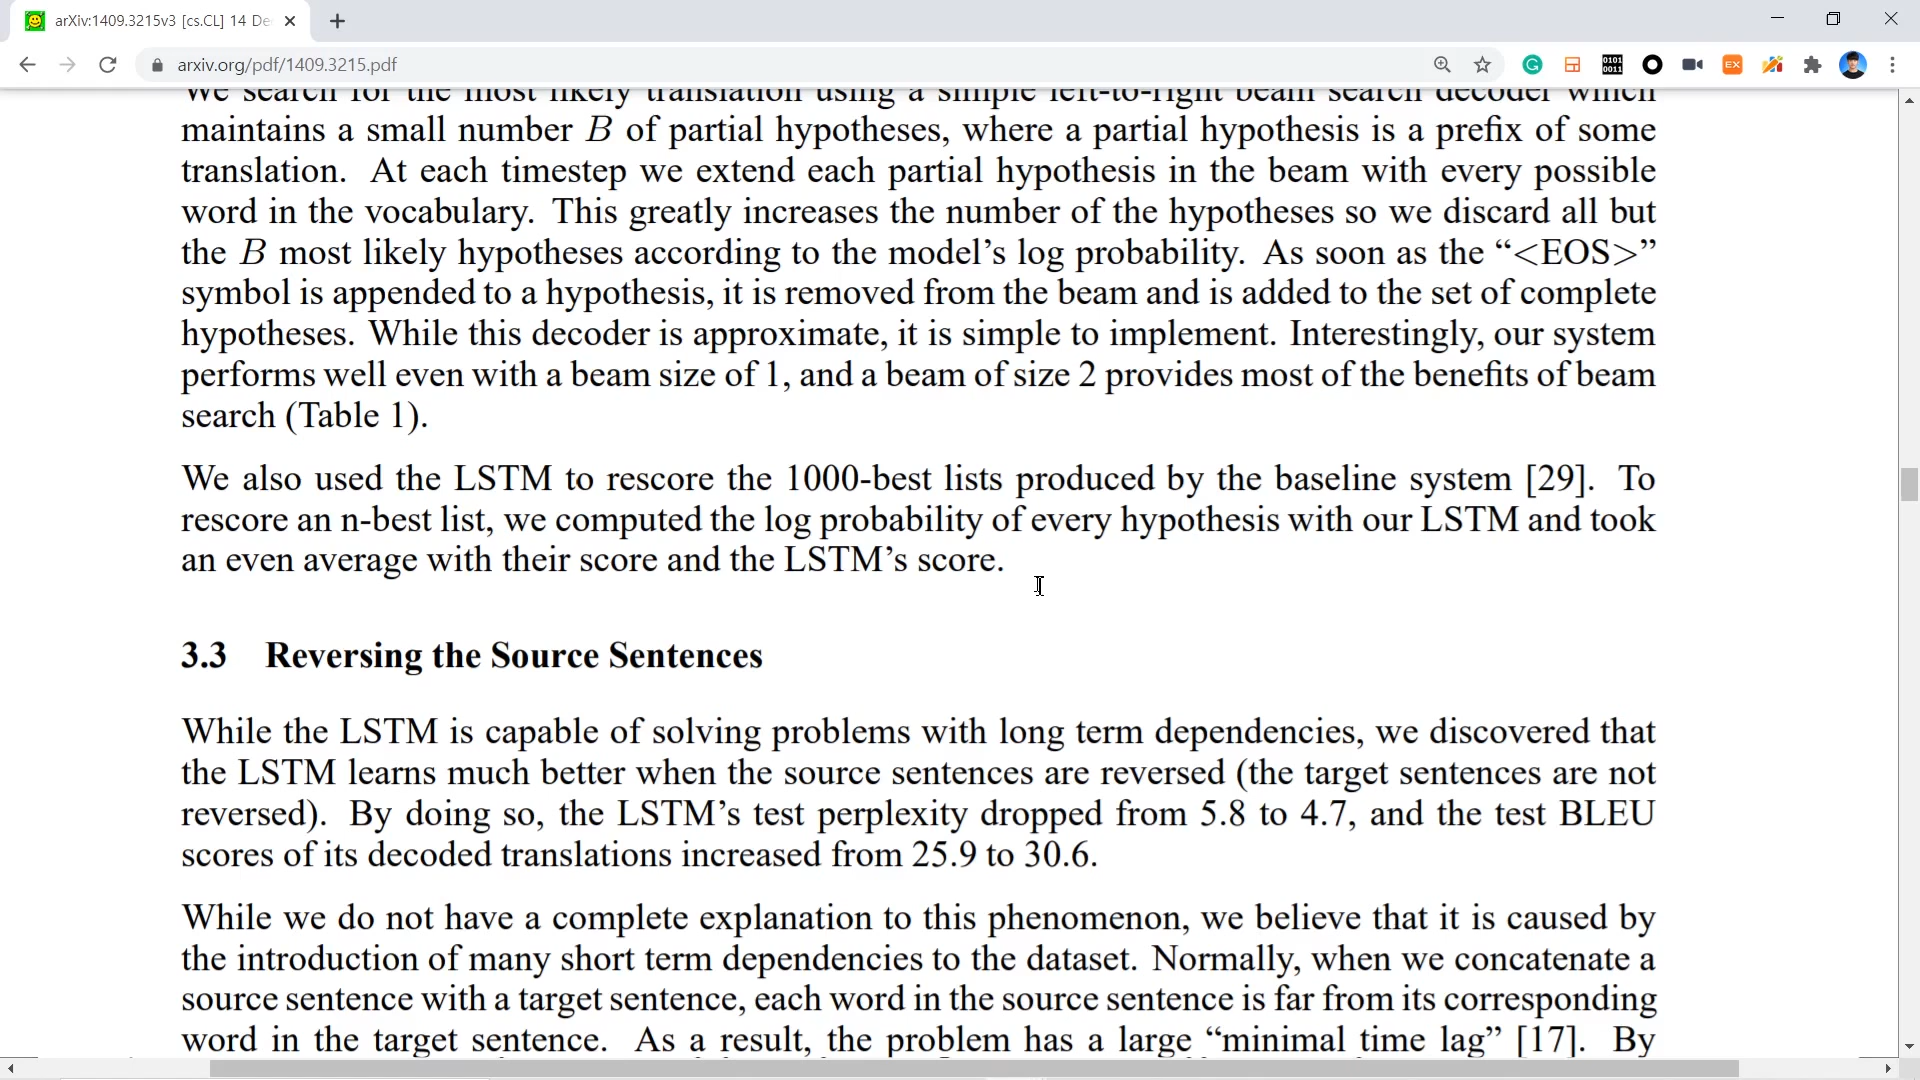 arXiv:1409.3215v3 [cs.CL] 14 De
arxiv.org/pdf/1409.3215.pdf
We search for the most likely translation using a simple left-to-right beam search decoder which
maintains a small number B of partial hypotheses, where a partial hypothesis is a prefix of some
translation. At each timestep we extend each partial hypothesis in the beam with every possible
word in the vocabulary. This greatly increases the number of the hypotheses so we discard all but
the B most likely hypotheses according to the model’s log probability. As soon as the “<EOS>”
symbol is appended to a hypothesis, it is removed from the beam and is added to the set of complete
hypotheses. While this decoder is approximate, it is simple to implement. Interestingly, our system
performs well even with a beam size of 1, and a beam of size 2 provides most of the benefits of beam
search (Table 1).
We also used the LSTM to rescore the 1000-best lists produced by the baseline system [29]. To
rescore an n-best list, we computed the log probability of every hypothesis with our LSTM and took
an even average with their score and the LSTM’s score.
3.3 Reversing the Source Sentences
While the LSTM is capable of solving problems with long term dependencies, we discovered that
the LSTM learns much better when the source sentences are reversed (the target sentences are not
reversed). By doing so, the LSTM’s test perplexity dropped from 5.8 to 4.7, and the test BLEU
scores of its decoded translations increased from 25.9 to 30.6.
While we do not have a complete explanation to this phenomenon, we believe that it is caused by
the introduction of many short term dependencies to the dataset. Normally, when we concatenate a
source sentence with a target sentence, each word in the source sentence is far from its corresponding
word in the target sentence. As a result, the problem has a large “minimal time lag” [17]. By